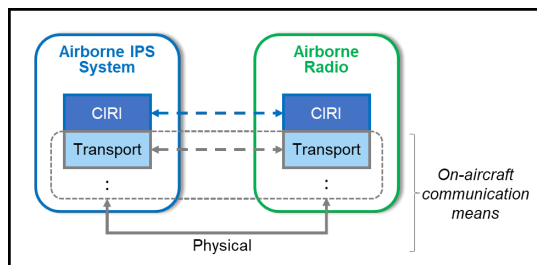 Airborne IPS
System
Airborne
Radio
CIRI
CIRI
Transport
Transport
:
:
On-aircraft
communication
means
Physical